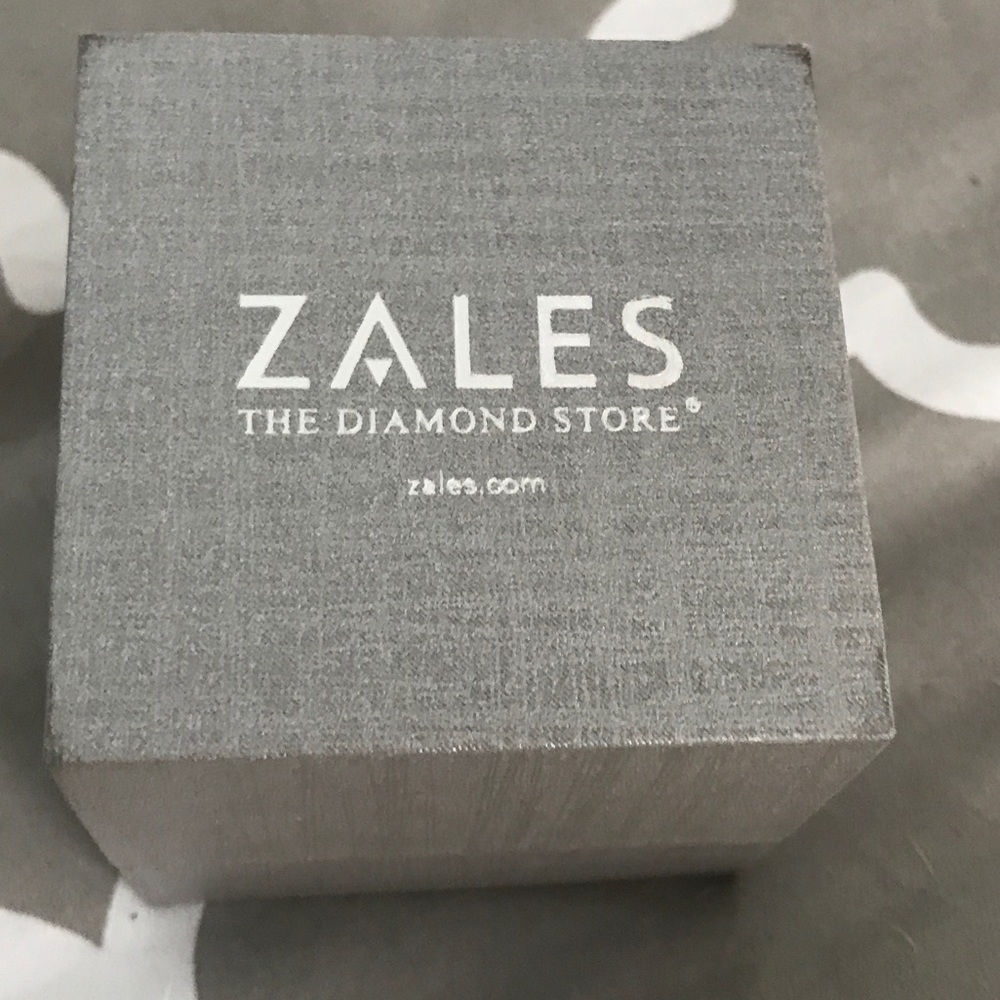 ZALES
THE DIAMOND STORE®
zales.com